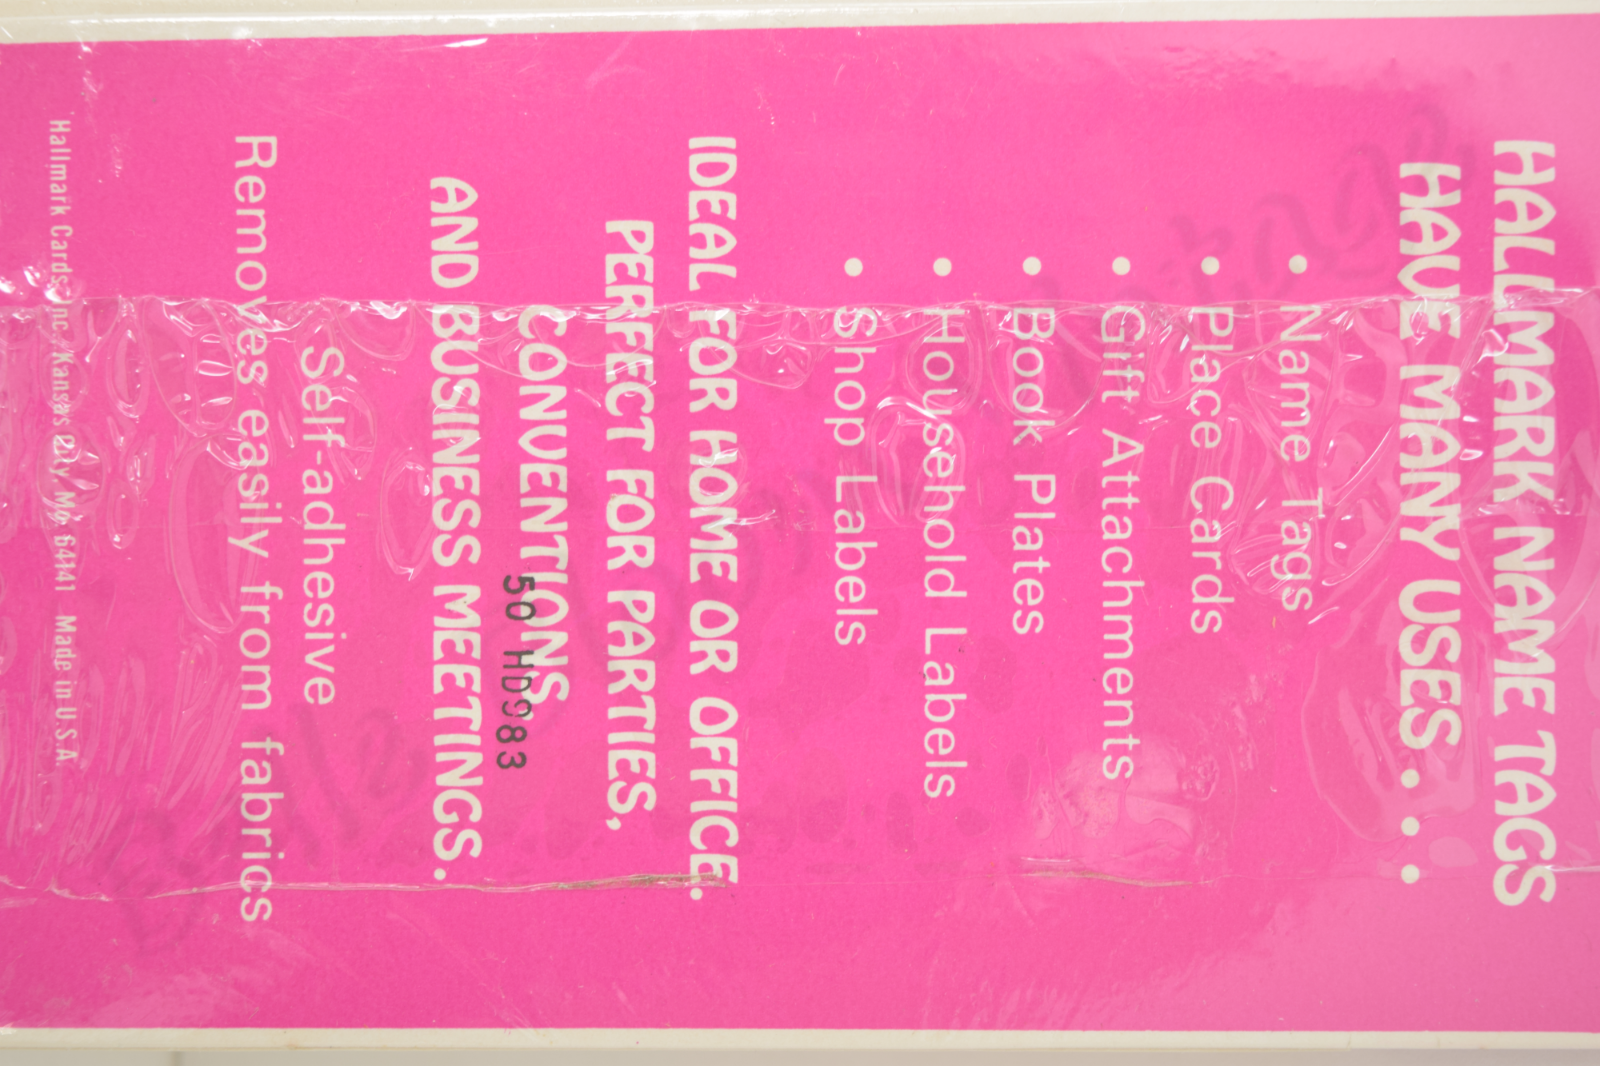 HALLMARK NAME TAGS
HAVE MANY USES . . .
• Name Tags
• Place Cards
• Gift Attachments
• Book Plates
• Household Labels
• Shop Labels
IDEAL FOR HOME OR OFFICE.
PERFECT FOR PARTIES,
CONVENTIONS
50 HD983
AND BUSINESS MEETINGS.
Self-adhesive
Removes easily from fabrics
Hallmark Cards, Inc., Kansas City, Mo. 64141 Made in U.S.A.